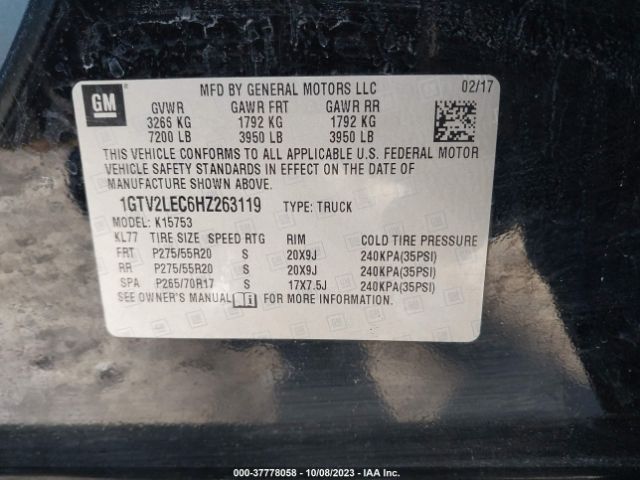 GM
MFD BY GENERAL MOTORS LLC 02/17
GVWR GAWR FRT GAWR RR
3265 KG 1792 KG 1792 KG
7200 LB 3950 LB 3950 LB
THIS VEHICLE CONFORMS TO ALL APPLICABLE U.S. FEDERAL MOTOR
VEHICLE SAFETY STANDARDS IN EFFECT ON THE DATE OF
MANUFACTURE SHOWN ABOVE.
1GTV2LEC6HZ263119 TYPE: TRUCK
MODEL: K15753
KL77 TIRE SIZE SPEED RTG RIM COLD TIRE PRESSURE
FRT P275/55R20 S 20X9J 240KPA(35PSI)
RR P275/55R20 S 20X9J 240KPA(35PSI)
SPA P265/70R17 S 17X7.5J 240KPA(35PSI)
SEE OWNER'S MANUAL FOR MORE INFORMATION.
000-37778058 - 10/08/2023 - IAAI.COM